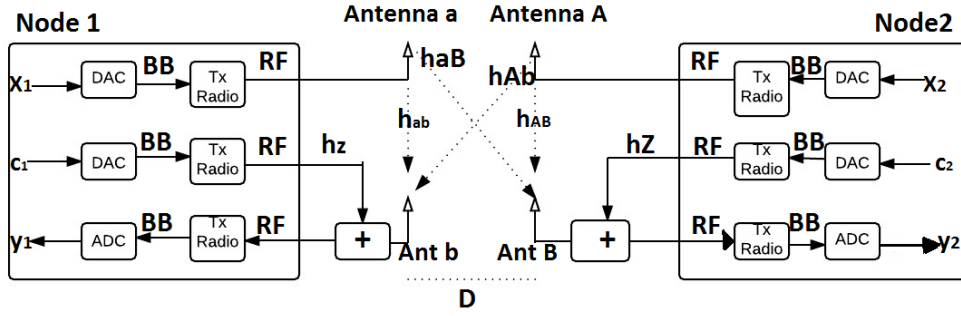 Node 1 Antenna a Antenna A Node2
X1 DAC BB Tx Radio RF haB hAb RF Tx Radio BB DAC X2
hab hAB
c1 DAC BB Tx Radio RF hz hZ RF Tx Radio BB DAC c2
y1 ADC BB Tx Radio RF + Ant b Ant B + RF Tx Radio BB ADC y2
D